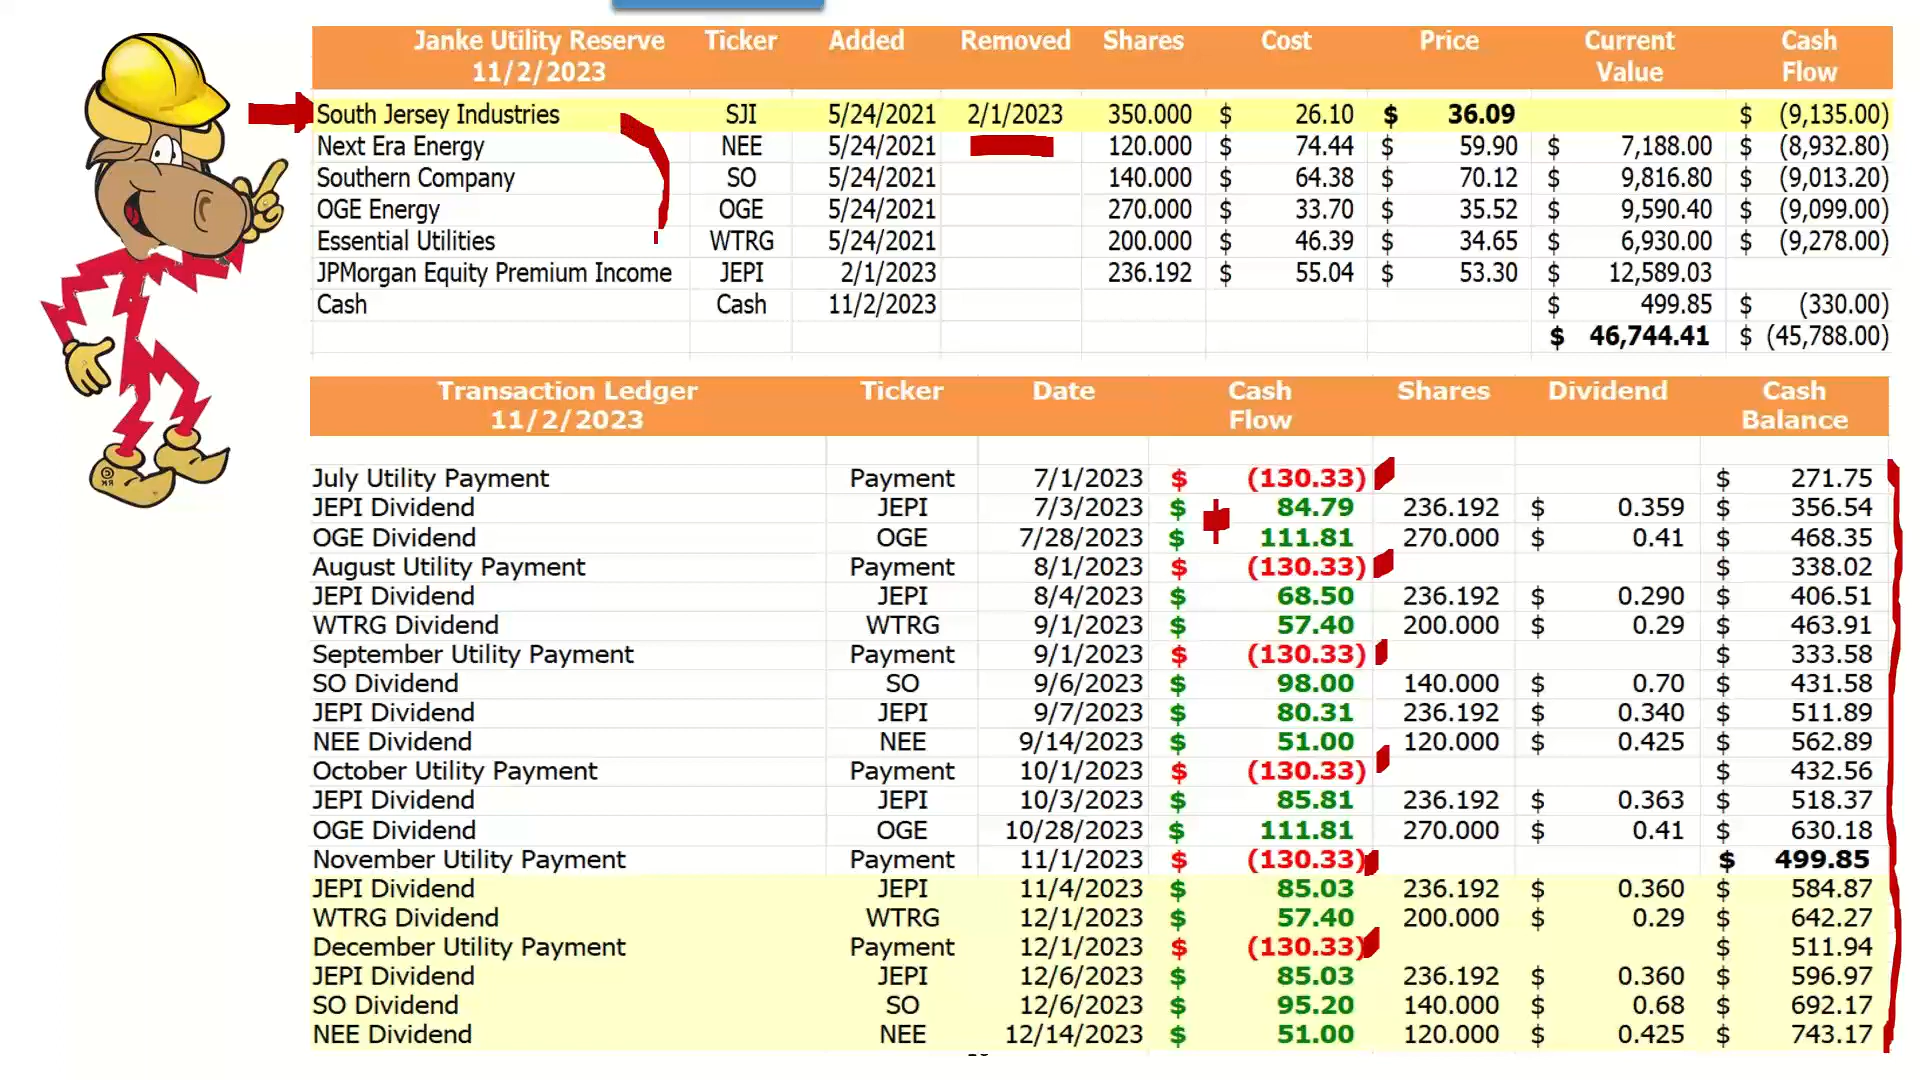 Janke Utility Reserve Ticker Added Removed Shares Cost Price Current Cash
11/2/2023 Value Flow
South Jersey Industries SJI 5/24/2021 2/1/2023 350.000 $ 26.10 $ 36.09 $ (9,135.00)
Next Era Energy NEE 5/24/2021 120.000 $ 74.44 $ 59.90 $ 7,188.00 $ (8,932.80)
Southern Company SO 5/24/2021 140.000 $ 64.38 $ 70.12 $ 9,816.80 $ (9,013.20)
OGE Energy OGE 5/24/2021 270.000 $ 33.70 $ 35.52 $ 9,590.40 $ (9,099.00)
Essential Utilities WTRG 5/24/2021 200.000 $ 46.39 $ 34.65 $ 6,930.00 $ (9,278.00)
JPMorgan Equity Premium Income JEPI 2/1/2023 236.192 $ 55.04 $ 53.30 $ 12,589.03
Cash Cash 11/2/2023 $ 499.85 $ (330.00)
$ 46,744.41 $ (45,788.00)
Transaction Ledger Ticker Date Cash Shares Dividend Cash
11/2/2023 Flow Balance
July Utility Payment Payment 7/1/2023 $ (130.33) $ 271.75
JEPI Dividend JEPI 7/3/2023 $ 84.79 236.192 $ 0.359 $ 356.54
OGE Dividend OGE 7/28/2023 $ 111.81 270.000 $ 0.41 $ 468.35
August Utility Payment Payment 8/1/2023 $ (130.33) $ 338.02
JEPI Dividend JEPI 8/4/2023 $ 68.50 236.192 $ 0.290 $ 406.51
WTRG Dividend WTRG 9/1/2023 $ 57.40 200.000 $ 0.29 $ 463.91
September Utility Payment Payment 9/1/2023 $ (130.33) $ 333.58
SO Dividend SO 9/6/2023 $ 98.00 140.000 $ 0.70 $ 431.58
JEPI Dividend JEPI 9/7/2023 $ 80.31 236.192 $ 0.340 $ 511.89
NEE Dividend NEE 9/14/2023 $ 51.00 120.000 $ 0.425 $ 562.89
October Utility Payment Payment 10/1/2023 $ (130.33) $ 432.56
JEPI Dividend JEPI 10/3/2023 $ 85.81 236.192 $ 0.363 $ 518.37
OGE Dividend OGE 10/28/2023 $ 111.81 270.000 $ 0.41 $ 630.18
November Utility Payment Payment 11/1/2023 $ (130.33) $ 499.85
JEPI Dividend JEPI 11/4/2023 $ 85.03 236.192 $ 0.360 $ 584.87
WTRG Dividend WTRG 12/1/2023 $ 57.40 200.000 $ 0.29 $ 642.27
December Utility Payment Payment 12/1/2023 $ (130.33) $ 511.94
JEPI Dividend JEPI 12/6/2023 $ 85.03 236.192 $ 0.360 $ 596.97
SO Dividend SO 12/6/2023 $ 95.20 140.000 $ 0.68 $ 692.17
NEE Dividend NEE 12/14/2023 $ 51.00 120.000 $ 0.425 $ 743.17